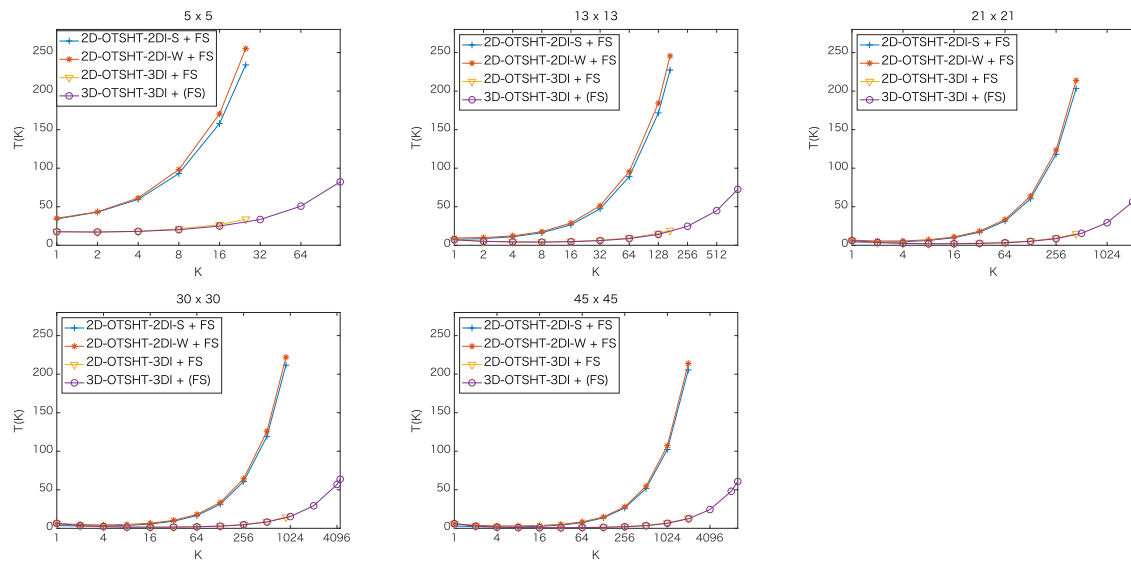 5 x 5
250
200
150
100
50
0
T(K)
2D-OTSHT-2DI-S + FS
2D-OTSHT-2DI-W + FS
2D-OTSHT-3DI + FS
3D-OTSHT-3DI + (FS)
1 2 4 8 16 32 64
K
13 x 13
250
200
150
100
50
0
T(K)
2D-OTSHT-2DI-S + FS
2D-OTSHT-2DI-W + FS
2D-OTSHT-3DI + FS
3D-OTSHT-3DI + (FS)
1 2 4 8 16 32 64 128 256 512
K
21 x 21
250
200
150
100
50
0
T(K)
2D-OTSHT-2DI-S + FS
2D-OTSHT-2DI-W + FS
2D-OTSHT-3DI + FS
3D-OTSHT-3DI + (FS)
1 4 16 64 256 1024
K
30 x 30
250
200
150
100
50
0
T(K)
2D-OTSHT-2DI-S + FS
2D-OTSHT-2DI-W + FS
2D-OTSHT-3DI + FS
3D-OTSHT-3DI + (FS)
1 4 16 64 256 1024 4096
K
45 x 45
250
200
150
100
50
0
T(K)
2D-OTSHT-2DI-S + FS
2D-OTSHT-2DI-W + FS
2D-OTSHT-3DI + FS
3D-OTSHT-3DI + (FS)
1 4 16 64 256 1024 4096
K